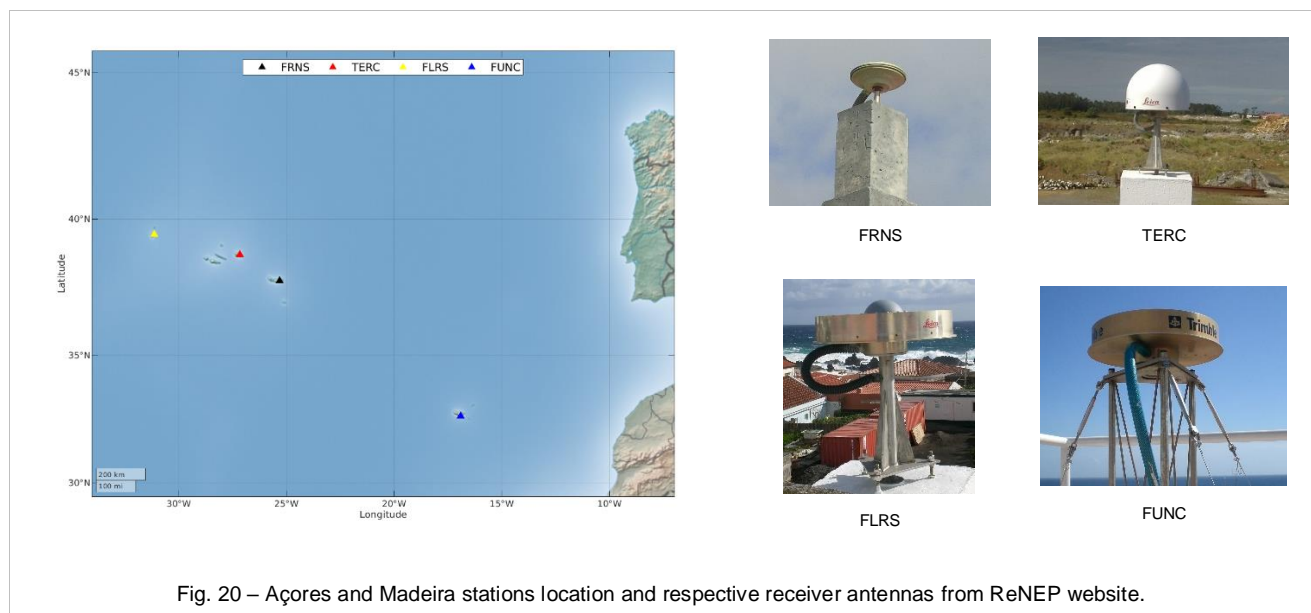 FRNS TERC FLRS FUNC
45°N
40°N
Latitude
35°N
200 km
100 mi
30°N
30°W 25°W 20°W 15°W 10°W
Longitude
Leica
FRNS TERC
Leica
Trimble
FLRS FUNC
Fig. 20 – Açores and Madeira stations location and respective receiver antennas from ReNEP website.